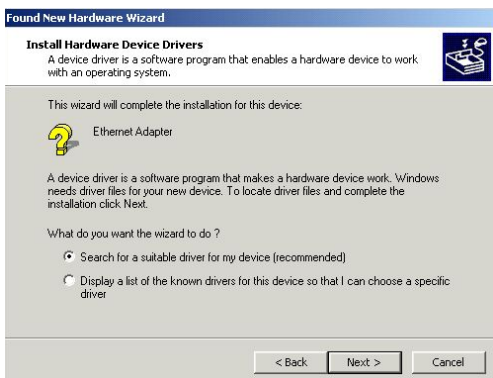 Found New Hardware Wizard
Install Hardware Device Drivers
A device driver is a software program that enables a hardware device to work
with an operating system.
This wizard will complete the installation for this device:
Ethernet Adapter
A device driver is a software program that makes a hardware device work. Windows
needs driver files for your new device. To locate driver files and complete the
installation click Next.
What do you want the wizard to do ?
Search for a suitable driver for my device (recommended)
Display a list of the known drivers for this device so that I can choose a specific
driver
< Back Next > Cancel